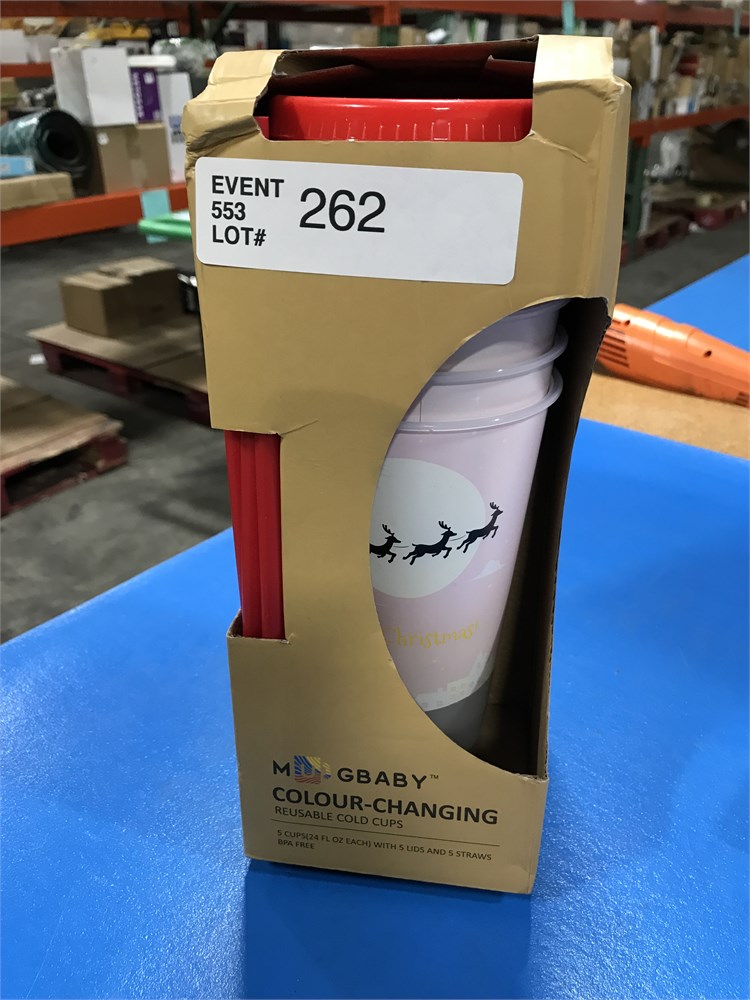 EVENT
553
LOT#
262
Christmas!
GBABY™
COLOUR-CHANGING
REUSABLE COLD CUPS
5 CUPS(24 FL OZ EACH) WITH 5 LIDS AND 5 STRAWS
BPA FREE